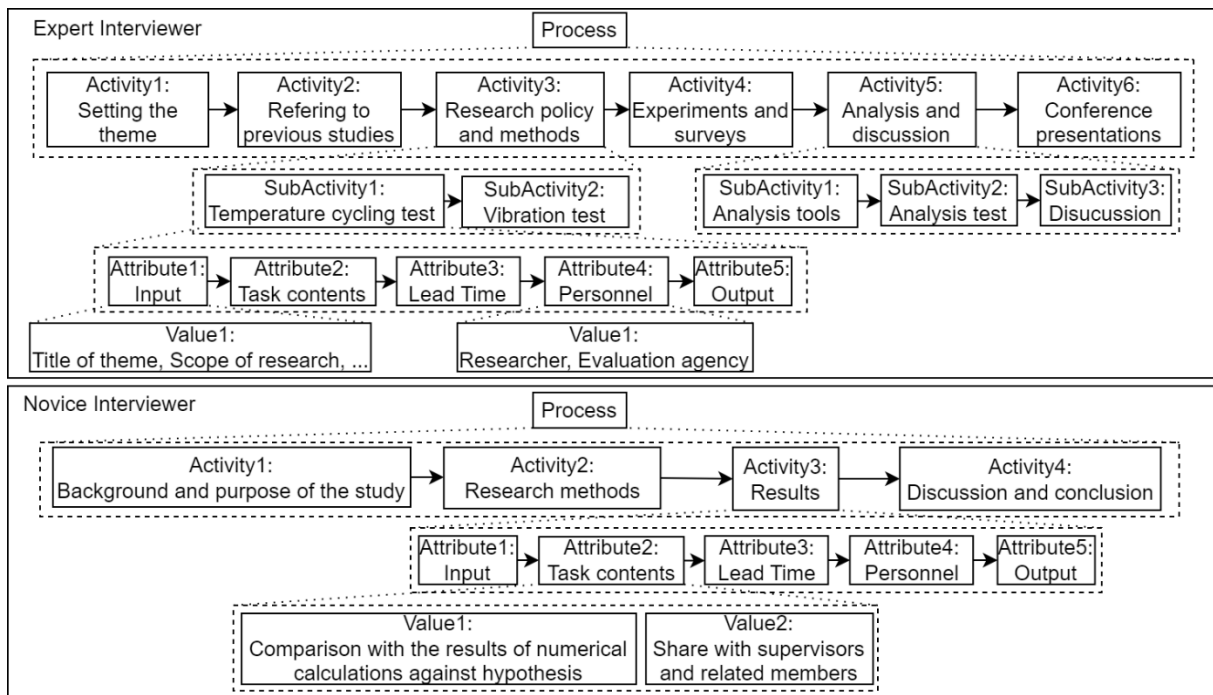 Expert Interviewer
Process
Activity1:
Setting the
theme
Activity2:
Refering to
previous studies
Activity3:
Research policy
and methods
Activity4:
Experiments and
surveys
Activity5:
Analysis and
discussion
Activity6:
Conference
presentations
SubActivity1:
Temperature cycling test
SubActivity2:
Vibration test
SubActivity1:
Analysis tools
SubActivity2:
Analysis test
SubActivity3:
Disucussion
Attribute1:
Input
Attribute2:
Task contents
Attribute3:
Lead Time
Attribute4:
Personnel
Attribute5:
Output
Value1:
Title of theme, Scope of research, ...
Value1:
Researcher, Evaluation agency
Novice Interviewer
Process
Activity1:
Background and purpose of the study
Activity2:
Research methods
Activity3:
Results
Activity4:
Discussion and conclusion
Attribute1:
Input
Attribute2:
Task contents
Attribute3:
Lead Time
Attribute4:
Personnel
Attribute5:
Output
Value1:
Comparison with the results of numerical
calculations against hypothesis
Value2:
Share with supervisors
and related members